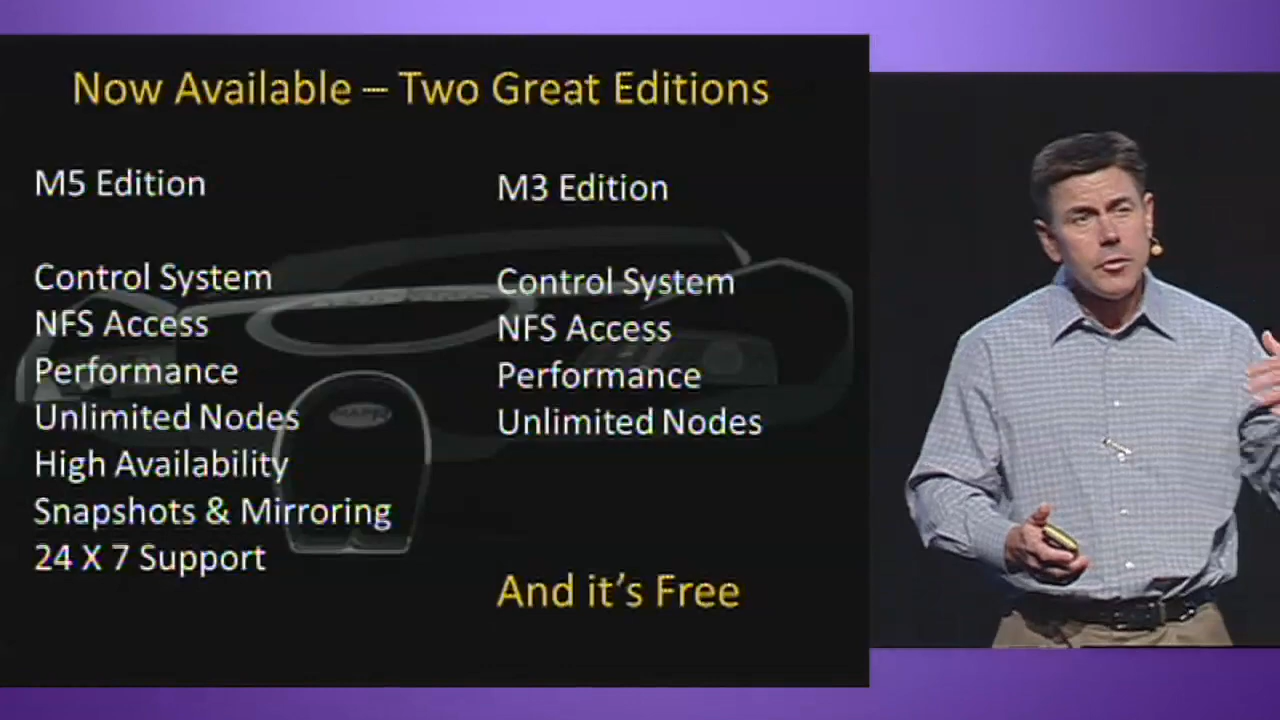 Now Available – Two Great Editions
M5 Edition
Control System
NFS Access
Performance
Unlimited Nodes
High Availability
Snapshots & Mirroring
24 X 7 Support
M3 Edition
Control System
NFS Access
Performance
Unlimited Nodes
And it's Free
MAPR